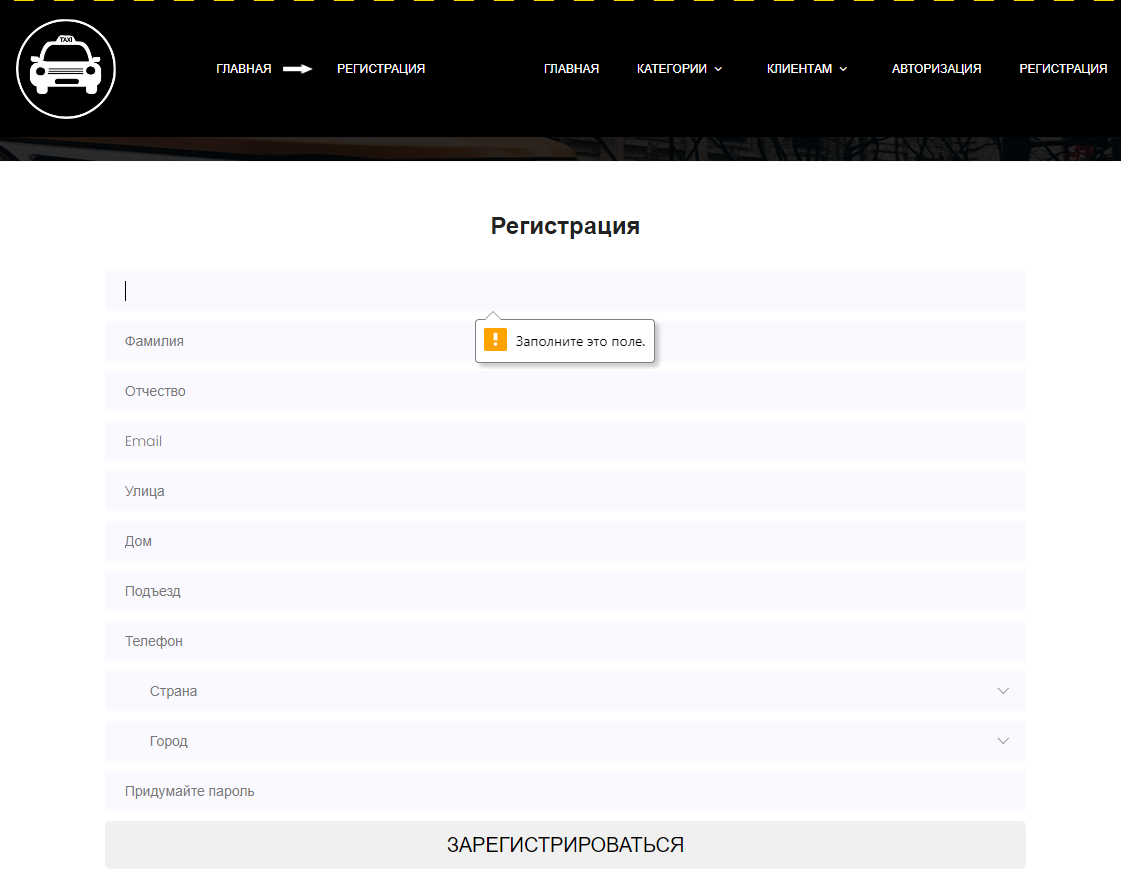 TAXI
ГЛАВНАЯ РЕГИСТРАЦИЯ ГЛАВНАЯ КАТЕГОРИИ КЛИЕНТАМ АВТОРИЗАЦИЯ РЕГИСТРАЦИЯ
Регистрация
Заполните это поле.
Фамилия
Отчество
Email
Улица
Дом
Подъезд
Телефон
Страна
Город
Придумайте пароль
ЗАРЕГИСТРИРОВАТЬСЯ